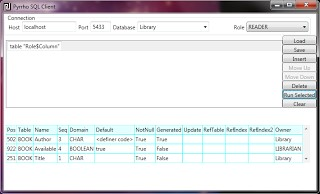 Pyrrho SQL Client
Connection
Host localhost Port 5433 Database Library Role READER
table "Role$Column"
Load
Save
Insert
Move Up
Move Down
Delete
Run Selected
Clear
Pos Table Name Seq Domain Default NotNull Generated Update RefTable RefIndex RefIndex2 Owner
502 BOOK Author 3 CHAR <definer code> True True Library
922 BOOK Available 4 BOOLEAN true True False LIBRARIAN
251 BOOK Title 1 CHAR True False Library